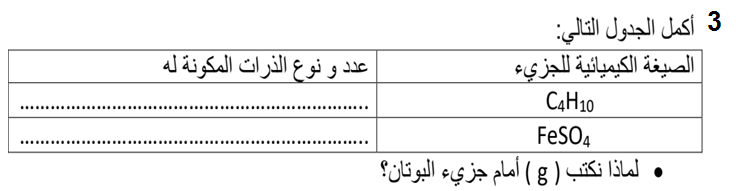 3 أكمل الجدول التالي:
الصيغة الكيميائية للجزيء عدد و نوع الذرات المكونة له
C₄H₁₀ ........................................................................
FeSO₄ ........................................................................
• لماذا نكتب ( g ) أمام جزيء البوتان؟